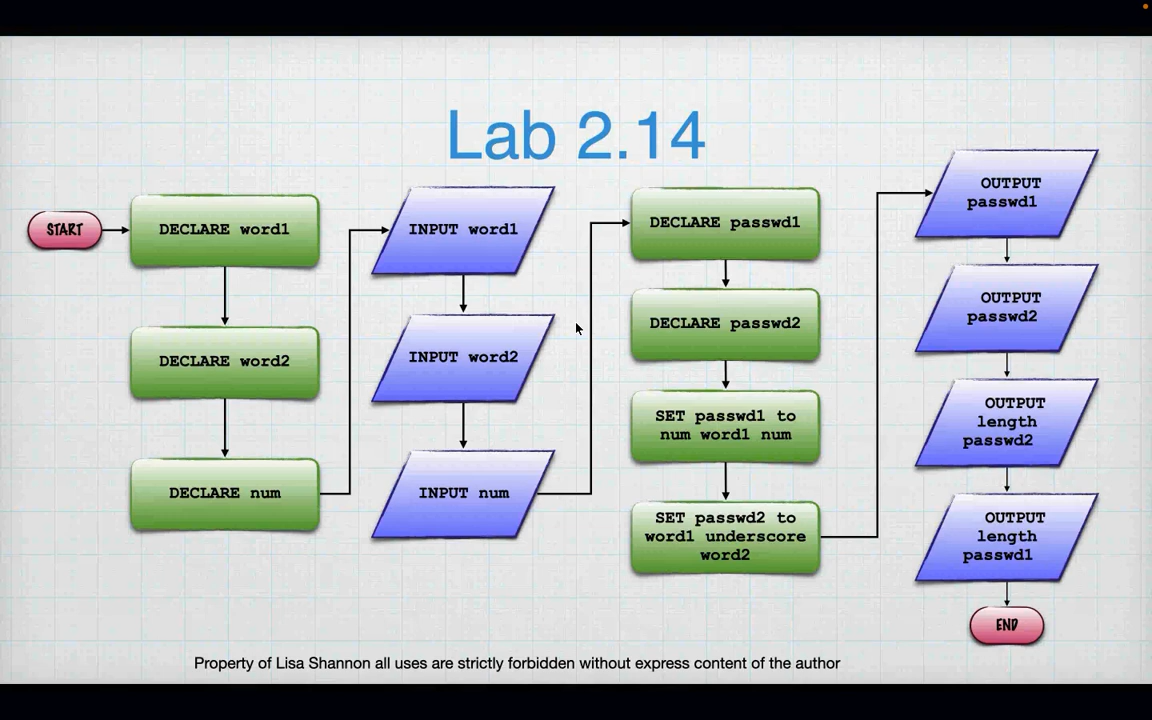 Lab 2.14
START
DECLARE word1
DECLARE word2
DECLARE num
INPUT word1
INPUT word2
INPUT num
DECLARE passwd1
DECLARE passwd2
SET passwd1 to
num word1 num
SET passwd2 to
word1 underscore
word2
OUTPUT
passwd1
OUTPUT
passwd2
OUTPUT
length
passwd2
OUTPUT
length
passwd1
END
Property of Lisa Shannon all uses are strictly forbidden without express content of the author